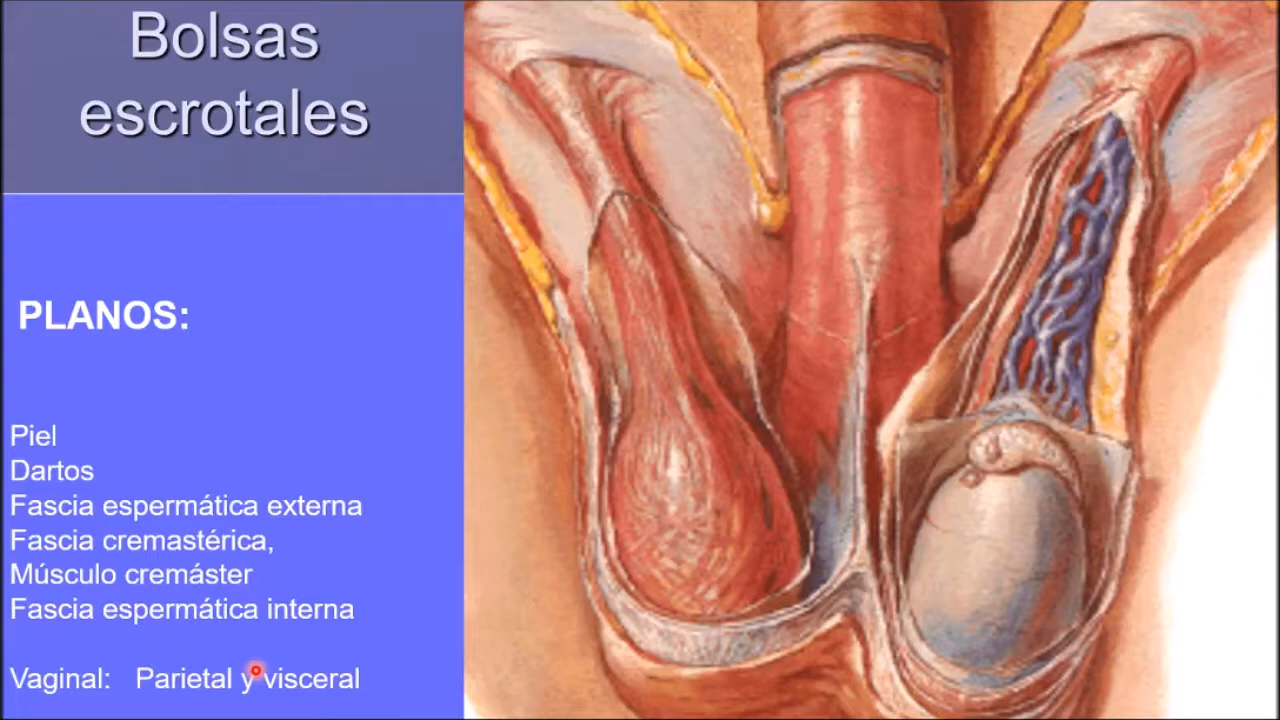 Bolsas
escrotales
PLANOS:
Piel
Dartos
Fascia espermática externa
Fascia cremastérica,
Músculo cremáster
Fascia espermática interna
Vaginal: Parietal y visceral